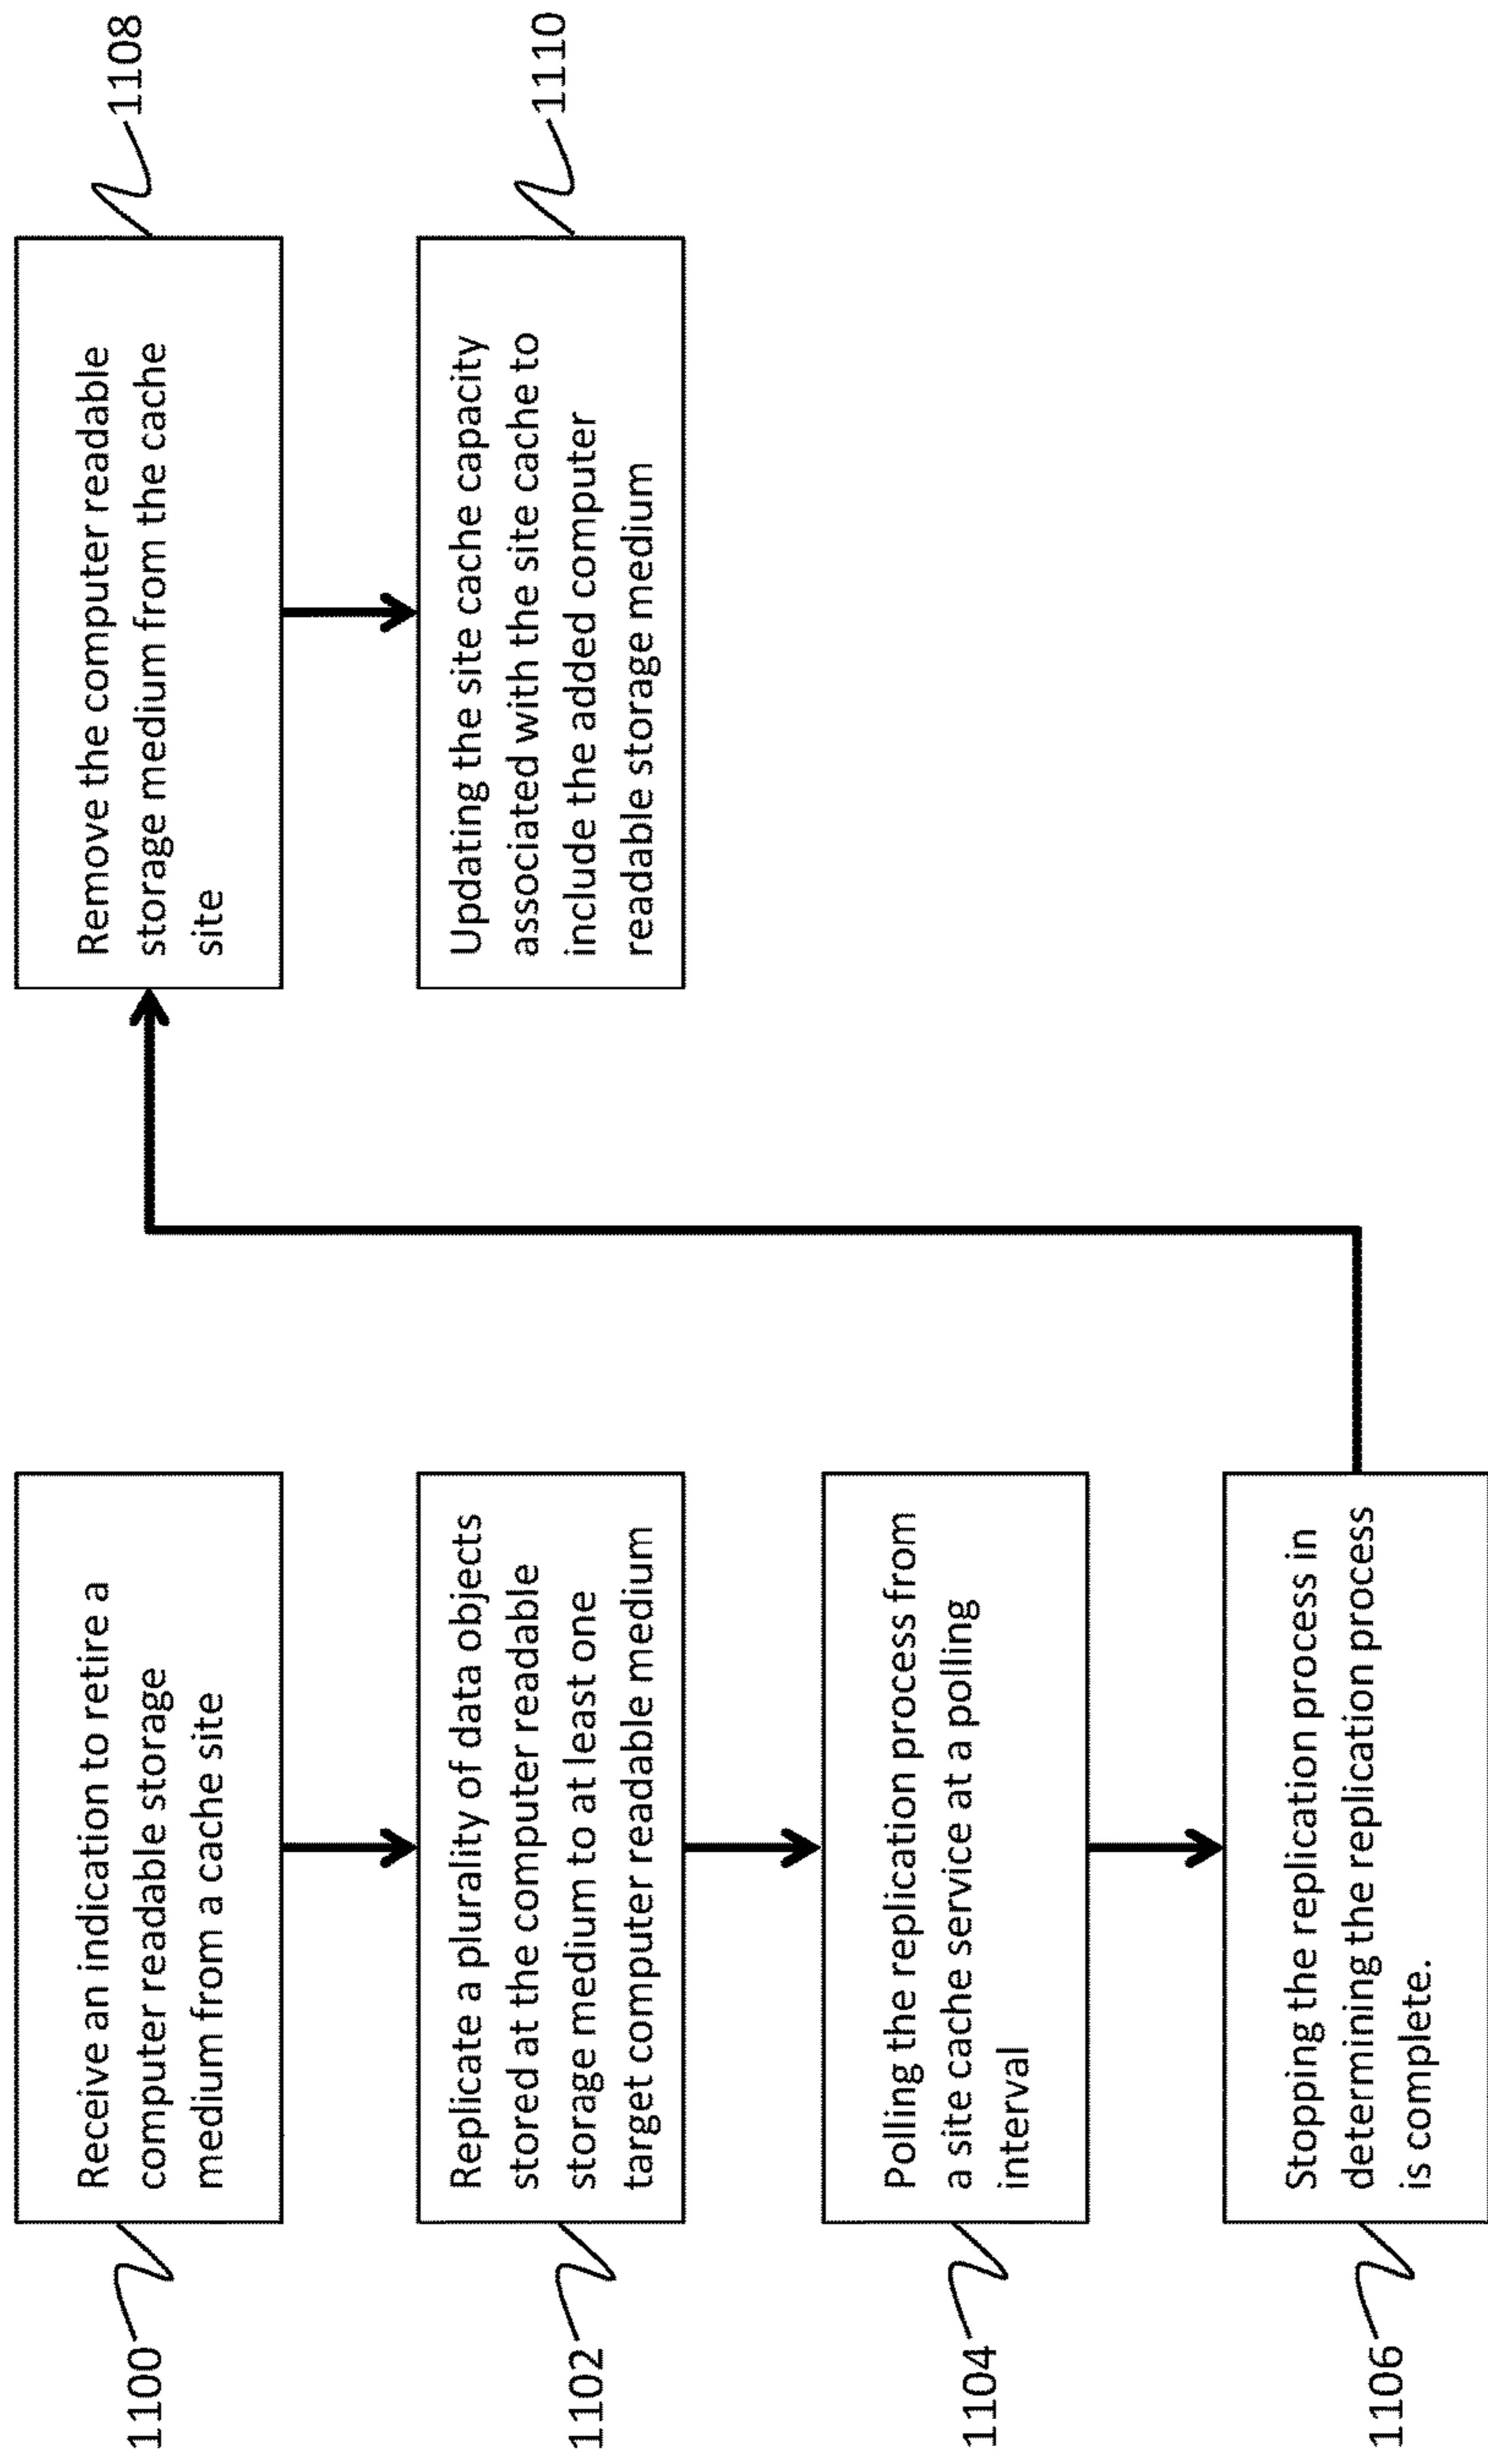 1100
Receive an indication to retire a
computer readable storage
medium from a cache site
1102
Replicate a plurality of data objects
stored at the computer readable
storage medium to at least one
target computer readable medium
1104
Polling the replication process from
a site cache service at a polling
interval
1106
Stopping the replication process in
determining the replication process
is complete.
Remove the computer readable
storage medium from the cache
site
1108
Updating the site cache capacity
associated with the site cache to
include the added computer
readable storage medium
1110